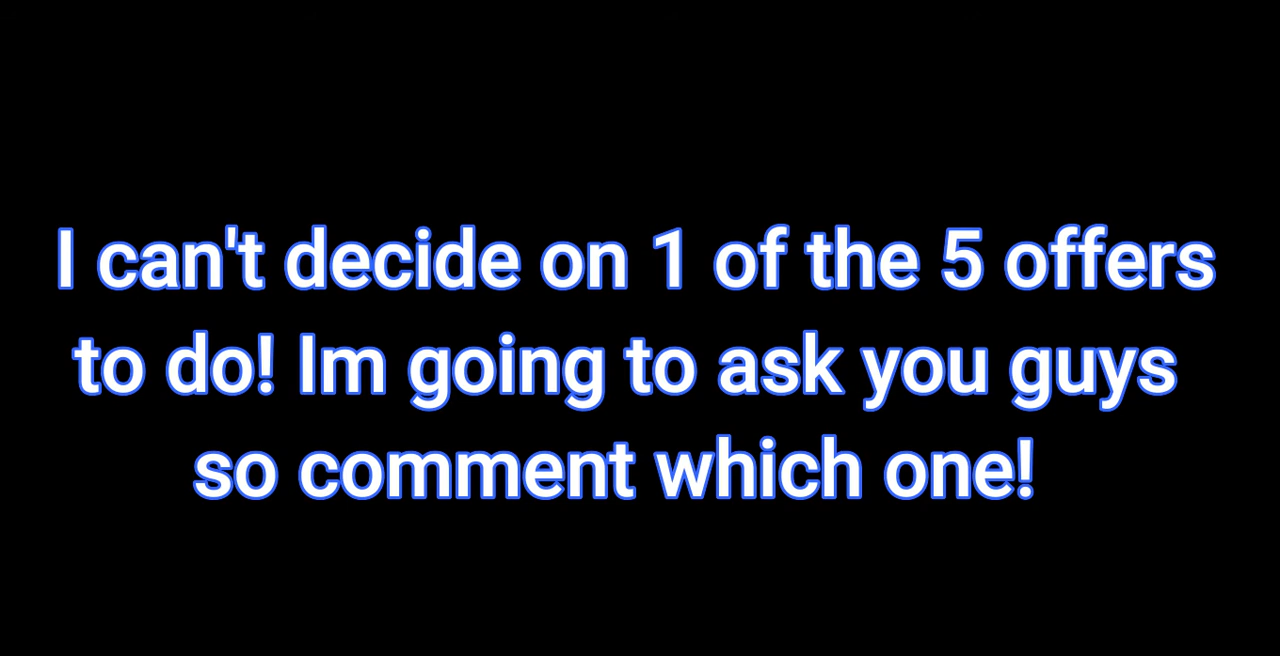 I can't decide on 1 of the 5 offers
to do! Im going to ask you guys
so comment which one!